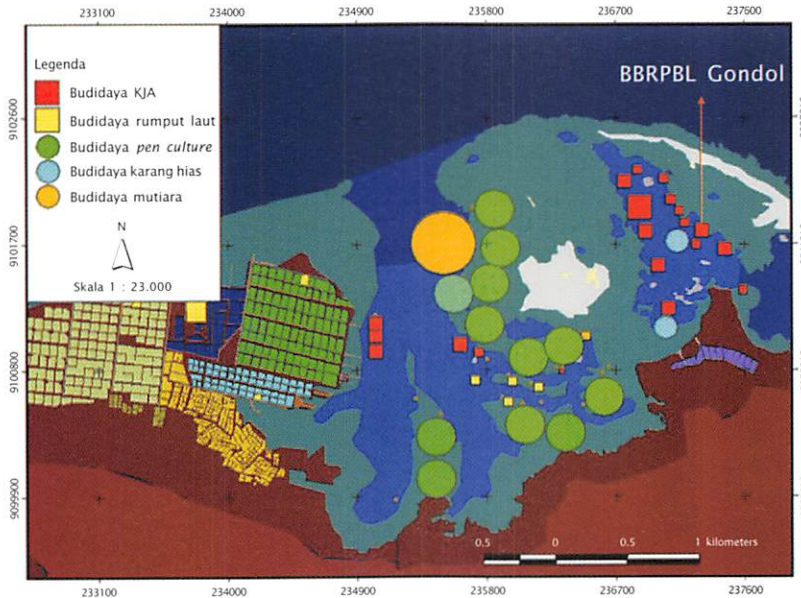 233100 234000 234900 235800 236700 237600
Legenda
Budidaya KJA
Budidaya rumput laut
Budidaya pen culture
Budidaya karang hias
Budidaya mutiara
N
Skala 1 : 23.000
BBRPBL Gondol
9102600
9101700
9100800
9099900
0.5 0 0.5 1 kilometers
233100 234000 234900 235800 236700 237600